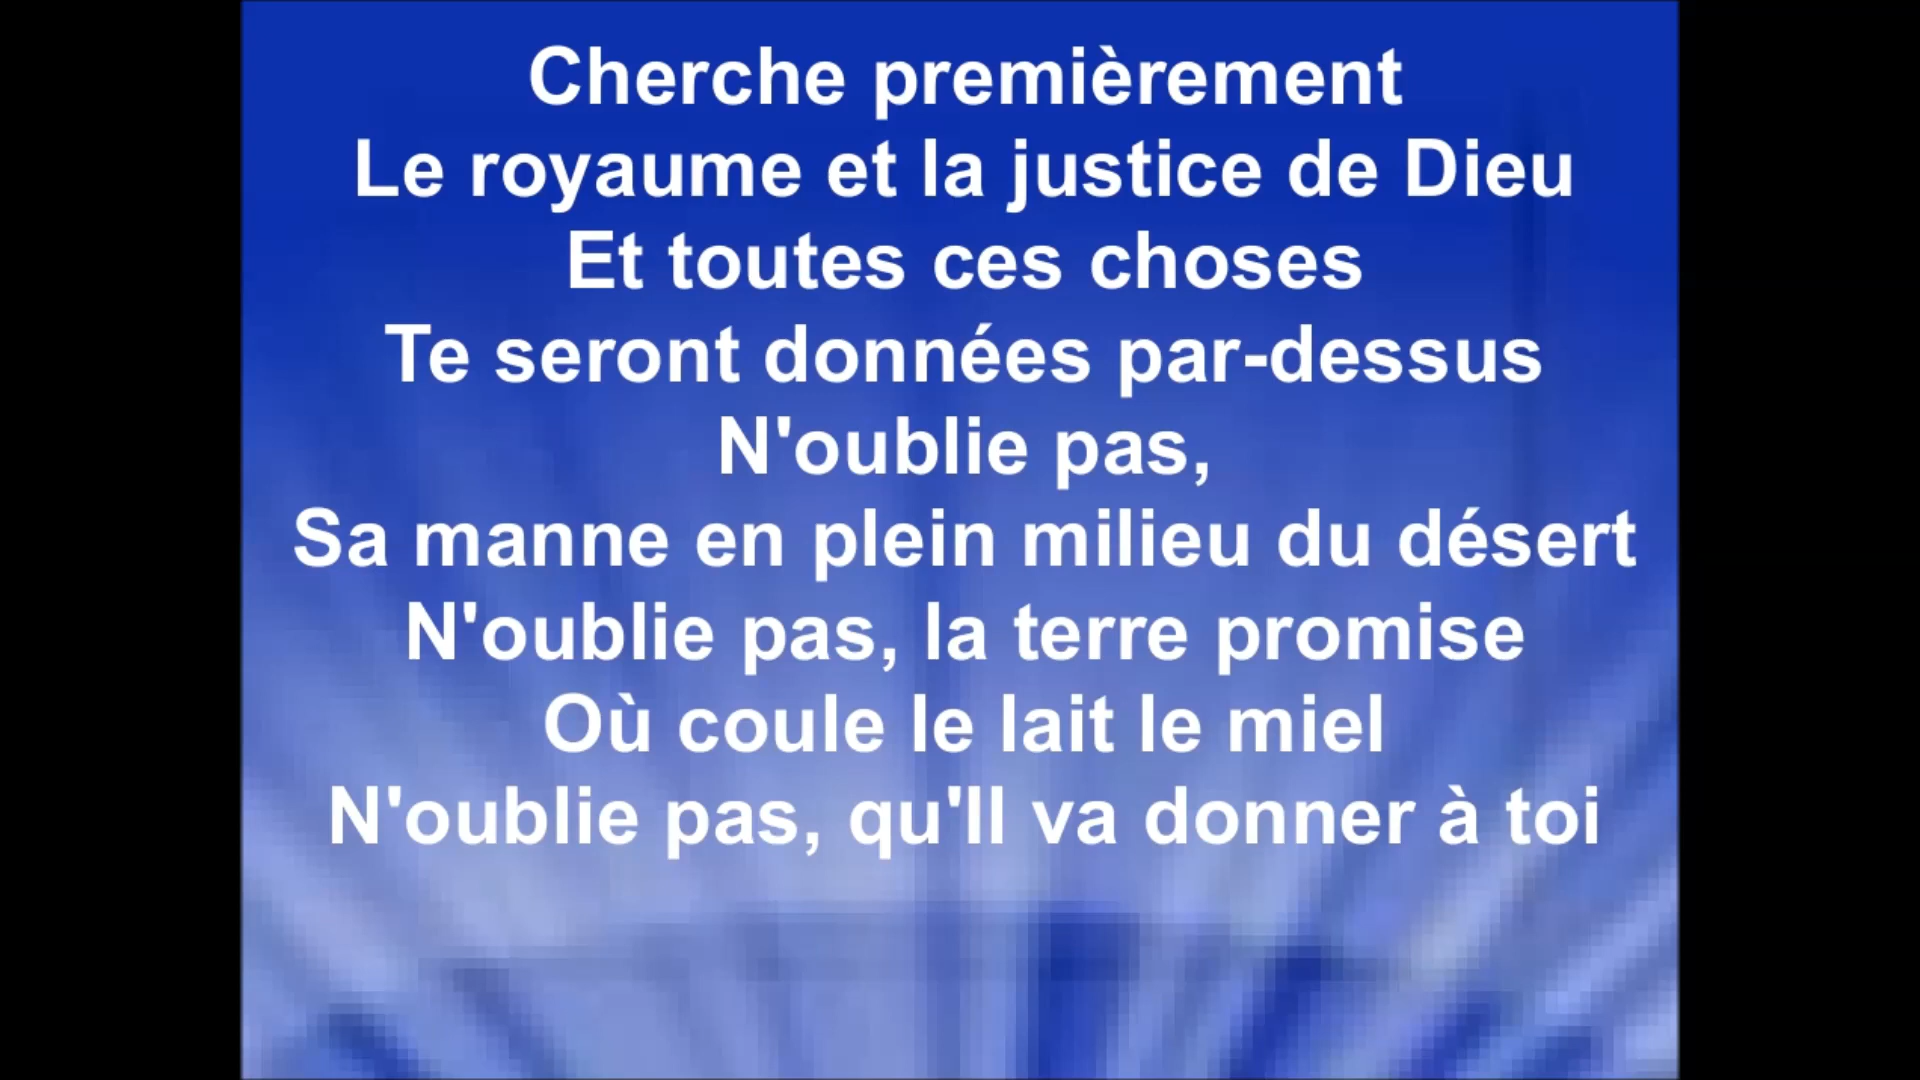 Cherche premièrement
Le royaume et la justice de Dieu
Et toutes ces choses
Te seront données par-dessus
N'oublie pas,
Sa manne en plein milieu du désert
N'oublie pas, la terre promise
Où coule le lait le miel
N'oublie pas, qu'Il va donner à toi